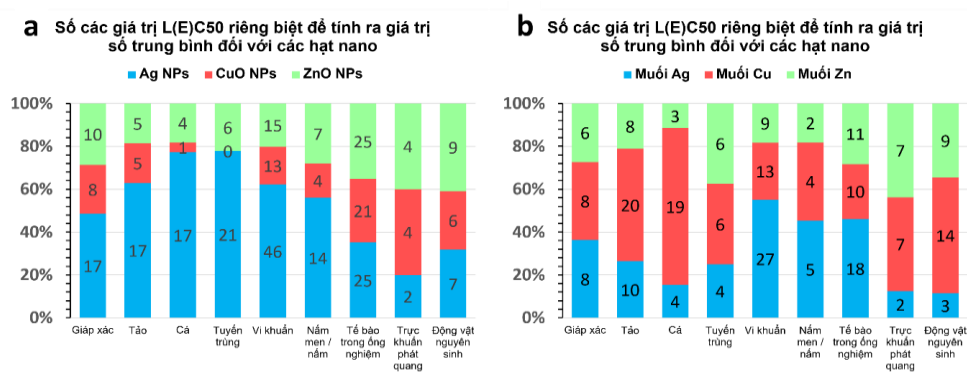 a
Số các giá trị L(E)C50 riêng biệt để tính ra giá trị
số trung bình đối với các hạt nano
Ag NPs CuO NPs ZnO NPs
100%
80%
60%
40%
20%
0%
10 5 4 6 15 7 25 4 9
8 5 1 0 13 4 21 4 6
17 17 17 21 46 14 25 2 7
Giáp xác Tảo Cá Tuyến trùng Vi khuẩn Nấm men / nấm Tế bào trong ống nghiệm Trực khuẩn phát quang Động vật nguyên sinh
b
Số các giá trị L(E)C50 riêng biệt để tính ra giá trị
số trung bình đối với các hạt nano
Muối Ag Muối Cu Muối Zn
100%
80%
60%
40%
20%
0%
6 8 3 6 9 2 11 7 9
8 20 19 6 13 4 10 7 14
8 10 4 4 27 5 18 2 3
Giáp xác Tảo Cá Tuyến trùng Vi khuẩn Nấm men / nấm Tế bào trong ống nghiệm Trực khuẩn phát quang Động vật nguyên sinh